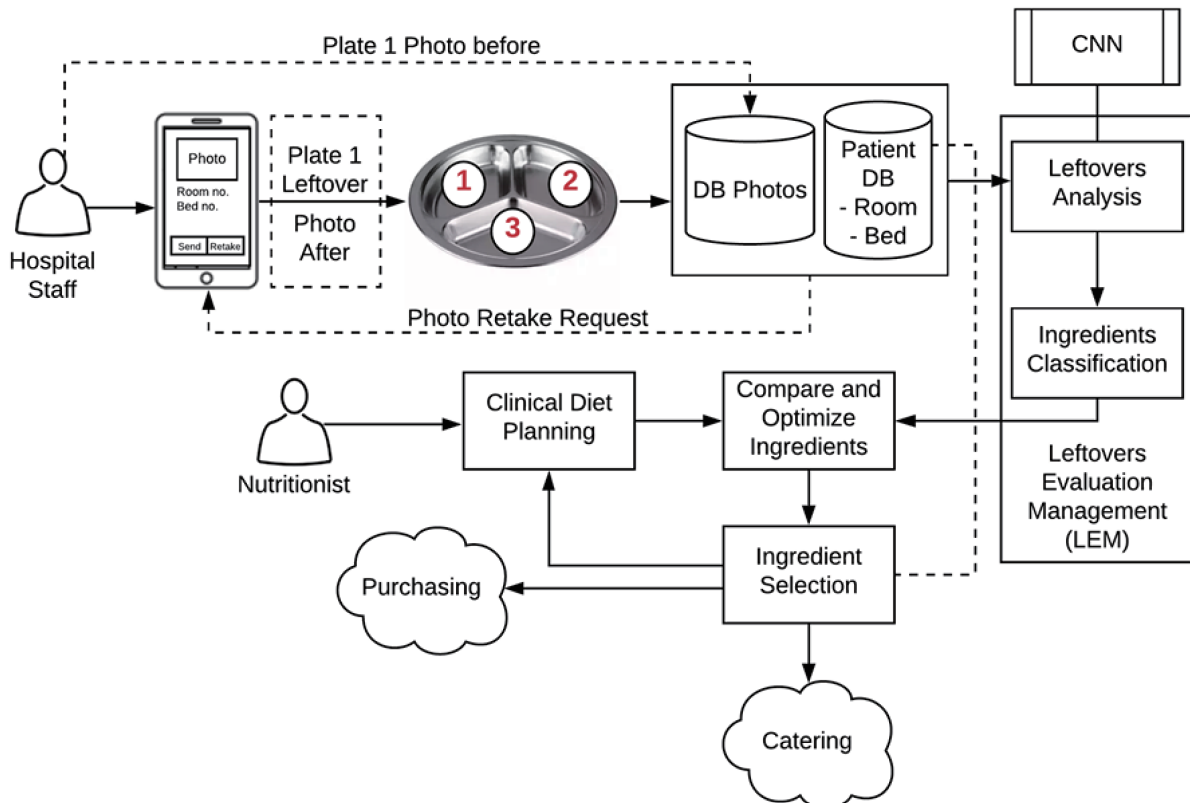 Plate 1 Photo before
CNN
Photo
Room no.
Bed no.
Send
Retake
Plate 1
Leftover
Photo
After
1
2
3
DB Photos
Patient
DB
- Room
- Bed
Leftovers
Analysis
Hospital
Staff
Photo Retake Request
Ingredients
Classification
Clinical Diet
Planning
Compare and
Optimize
Ingredients
Nutritionist
Leftovers
Evaluation
Management
(LEM)
Ingredient
Selection
Purchasing
Catering